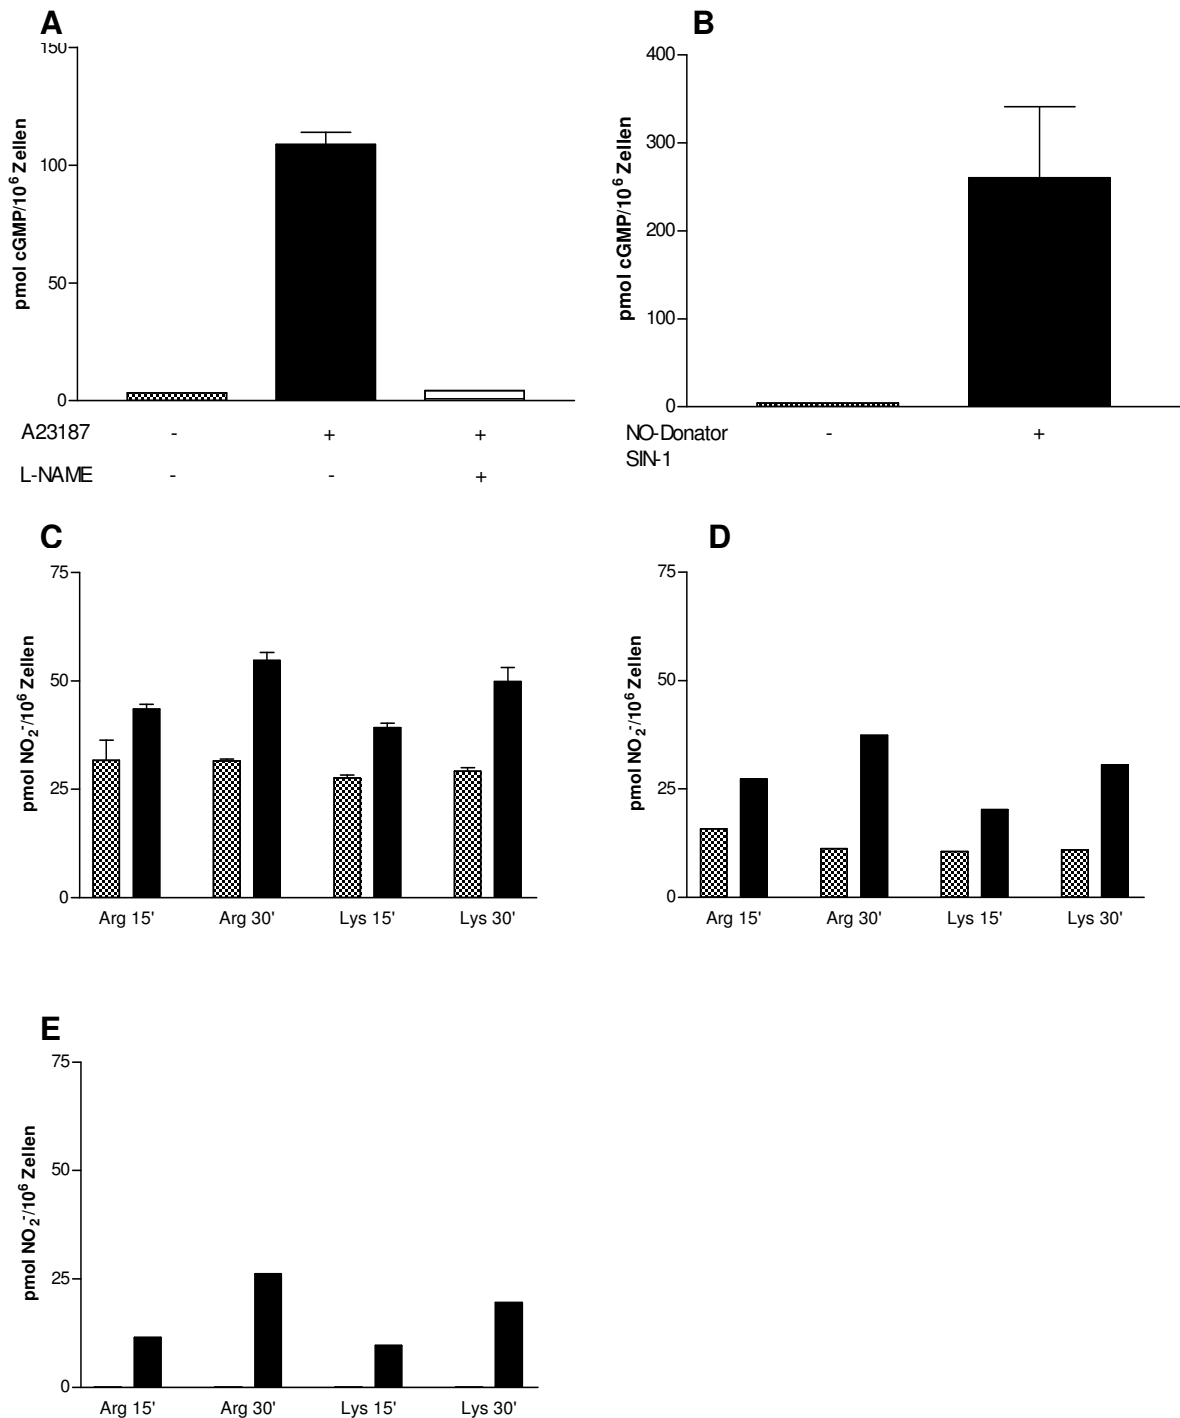 A
pmol cGMP/10⁶ Zellen
150
100
50
0
A23187 - + +
L-NAME - - +
B
pmol cGMP/10⁶ Zellen
400
300
200
100
0
NO-Donator - +
SIN-1
C
pmol NO₂⁻/10⁶ Zellen
75
50
25
0
Arg 15' Arg 30' Lys 15' Lys 30'
D
pmol NO₂⁻/10⁶ Zellen
75
50
25
0
Arg 15' Arg 30' Lys 15' Lys 30'
E
pmol NO₂⁻/10⁶ Zellen
75
50
25
0
Arg 15' Arg 30' Lys 15' Lys 30'